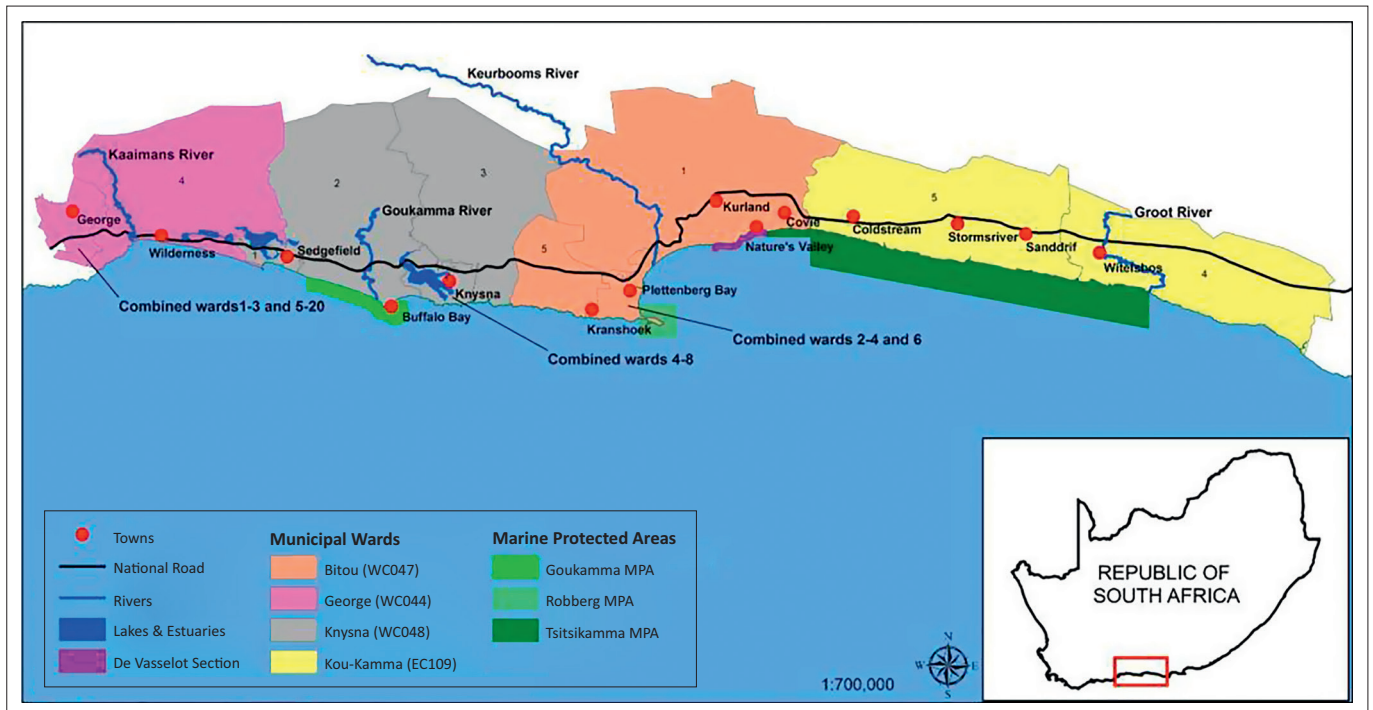 Keurbooms River
Kaaimans River
4
2
3
1
5
George
Goukamma River
Kurland
Covie
Coldstream
Stormsriver
Sanddrif
Groot River
Wilderness
1
Sedgefield
5
Nature's Valley
Witelsbos
4
Knysna
Plettenberg Bay
Combined wards1-3 and 5-20
Buffalo Bay
Kranshoek
Combined wards 2-4 and 6
Combined wards 4-8
Towns
National Road
Rivers
Lakes & Estuaries
De Vasselot Section
Municipal Wards
Bitou (WC047)
George (WC044)
Knysna (WC048)
Kou-Kamma (EC109)
Marine Protected Areas
Goukamma MPA
Robberg MPA
Tsitsikamma MPA
1:700,000
N
W
E
S
REPUBLIC OF
SOUTH AFRICA